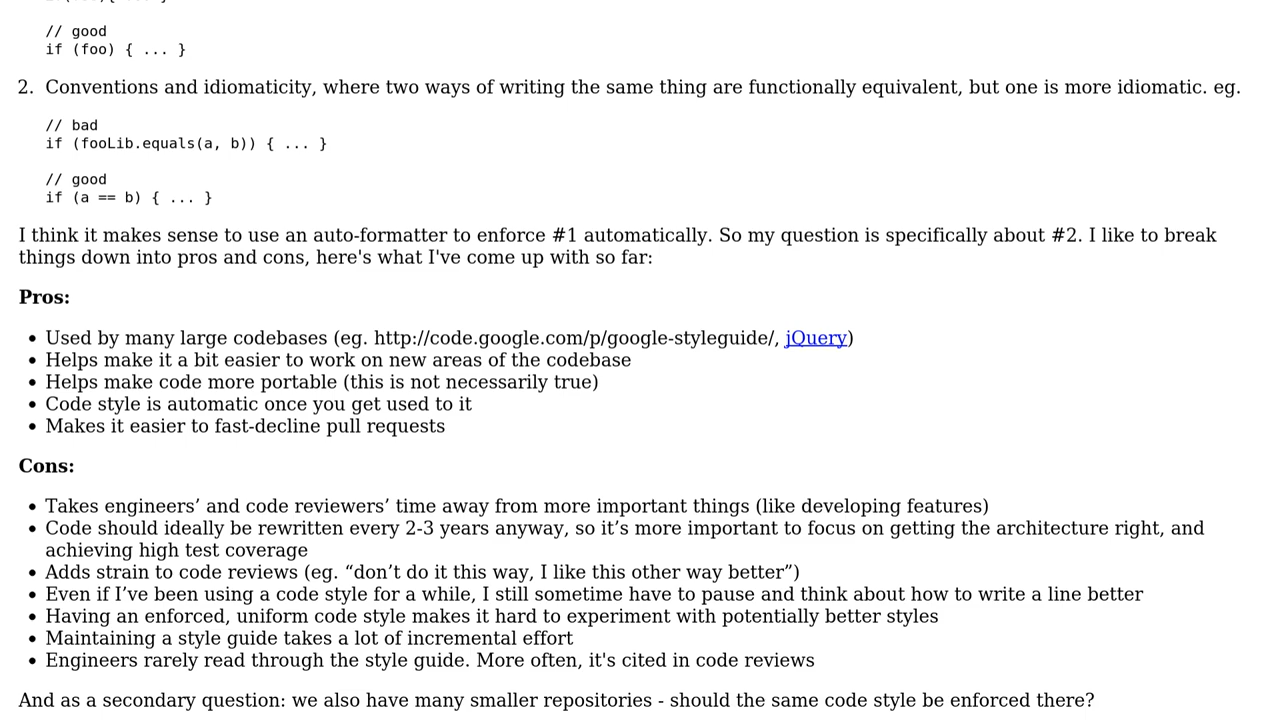 // good
if (foo) { ... }
2. Conventions and idiomaticity, where two ways of writing the same thing are functionally equivalent, but one is more idiomatic. eg.
// bad
if (fooLib.equals(a, b)) { ... }
// good
if (a == b) { ... }
I think it makes sense to use an auto-formatter to enforce #1 automatically. So my question is specifically about #2. I like to break
things down into pros and cons, here's what I've come up with so far:
Pros:
• Used by many large codebases (eg. http://code.google.com/p/google-styleguide/, jQuery)
• Helps make it a bit easier to work on new areas of the codebase
• Helps make code more portable (this is not necessarily true)
• Code style is automatic once you get used to it
• Makes it easier to fast-decline pull requests
Cons:
• Takes engineers’ and code reviewers’ time away from more important things (like developing features)
• Code should ideally be rewritten every 2-3 years anyway, so it’s more important to focus on getting the architecture right, and
achieving high test coverage
• Adds strain to code reviews (eg. “don’t do it this way, I like this other way better”)
• Even if I’ve been using a code style for a while, I still sometime have to pause and think about how to write a line better
• Having an enforced, uniform code style makes it hard to experiment with potentially better styles
• Maintaining a style guide takes a lot of incremental effort
• Engineers rarely read through the style guide. More often, it's cited in code reviews
And as a secondary question: we also have many smaller repositories - should the same code style be enforced there?